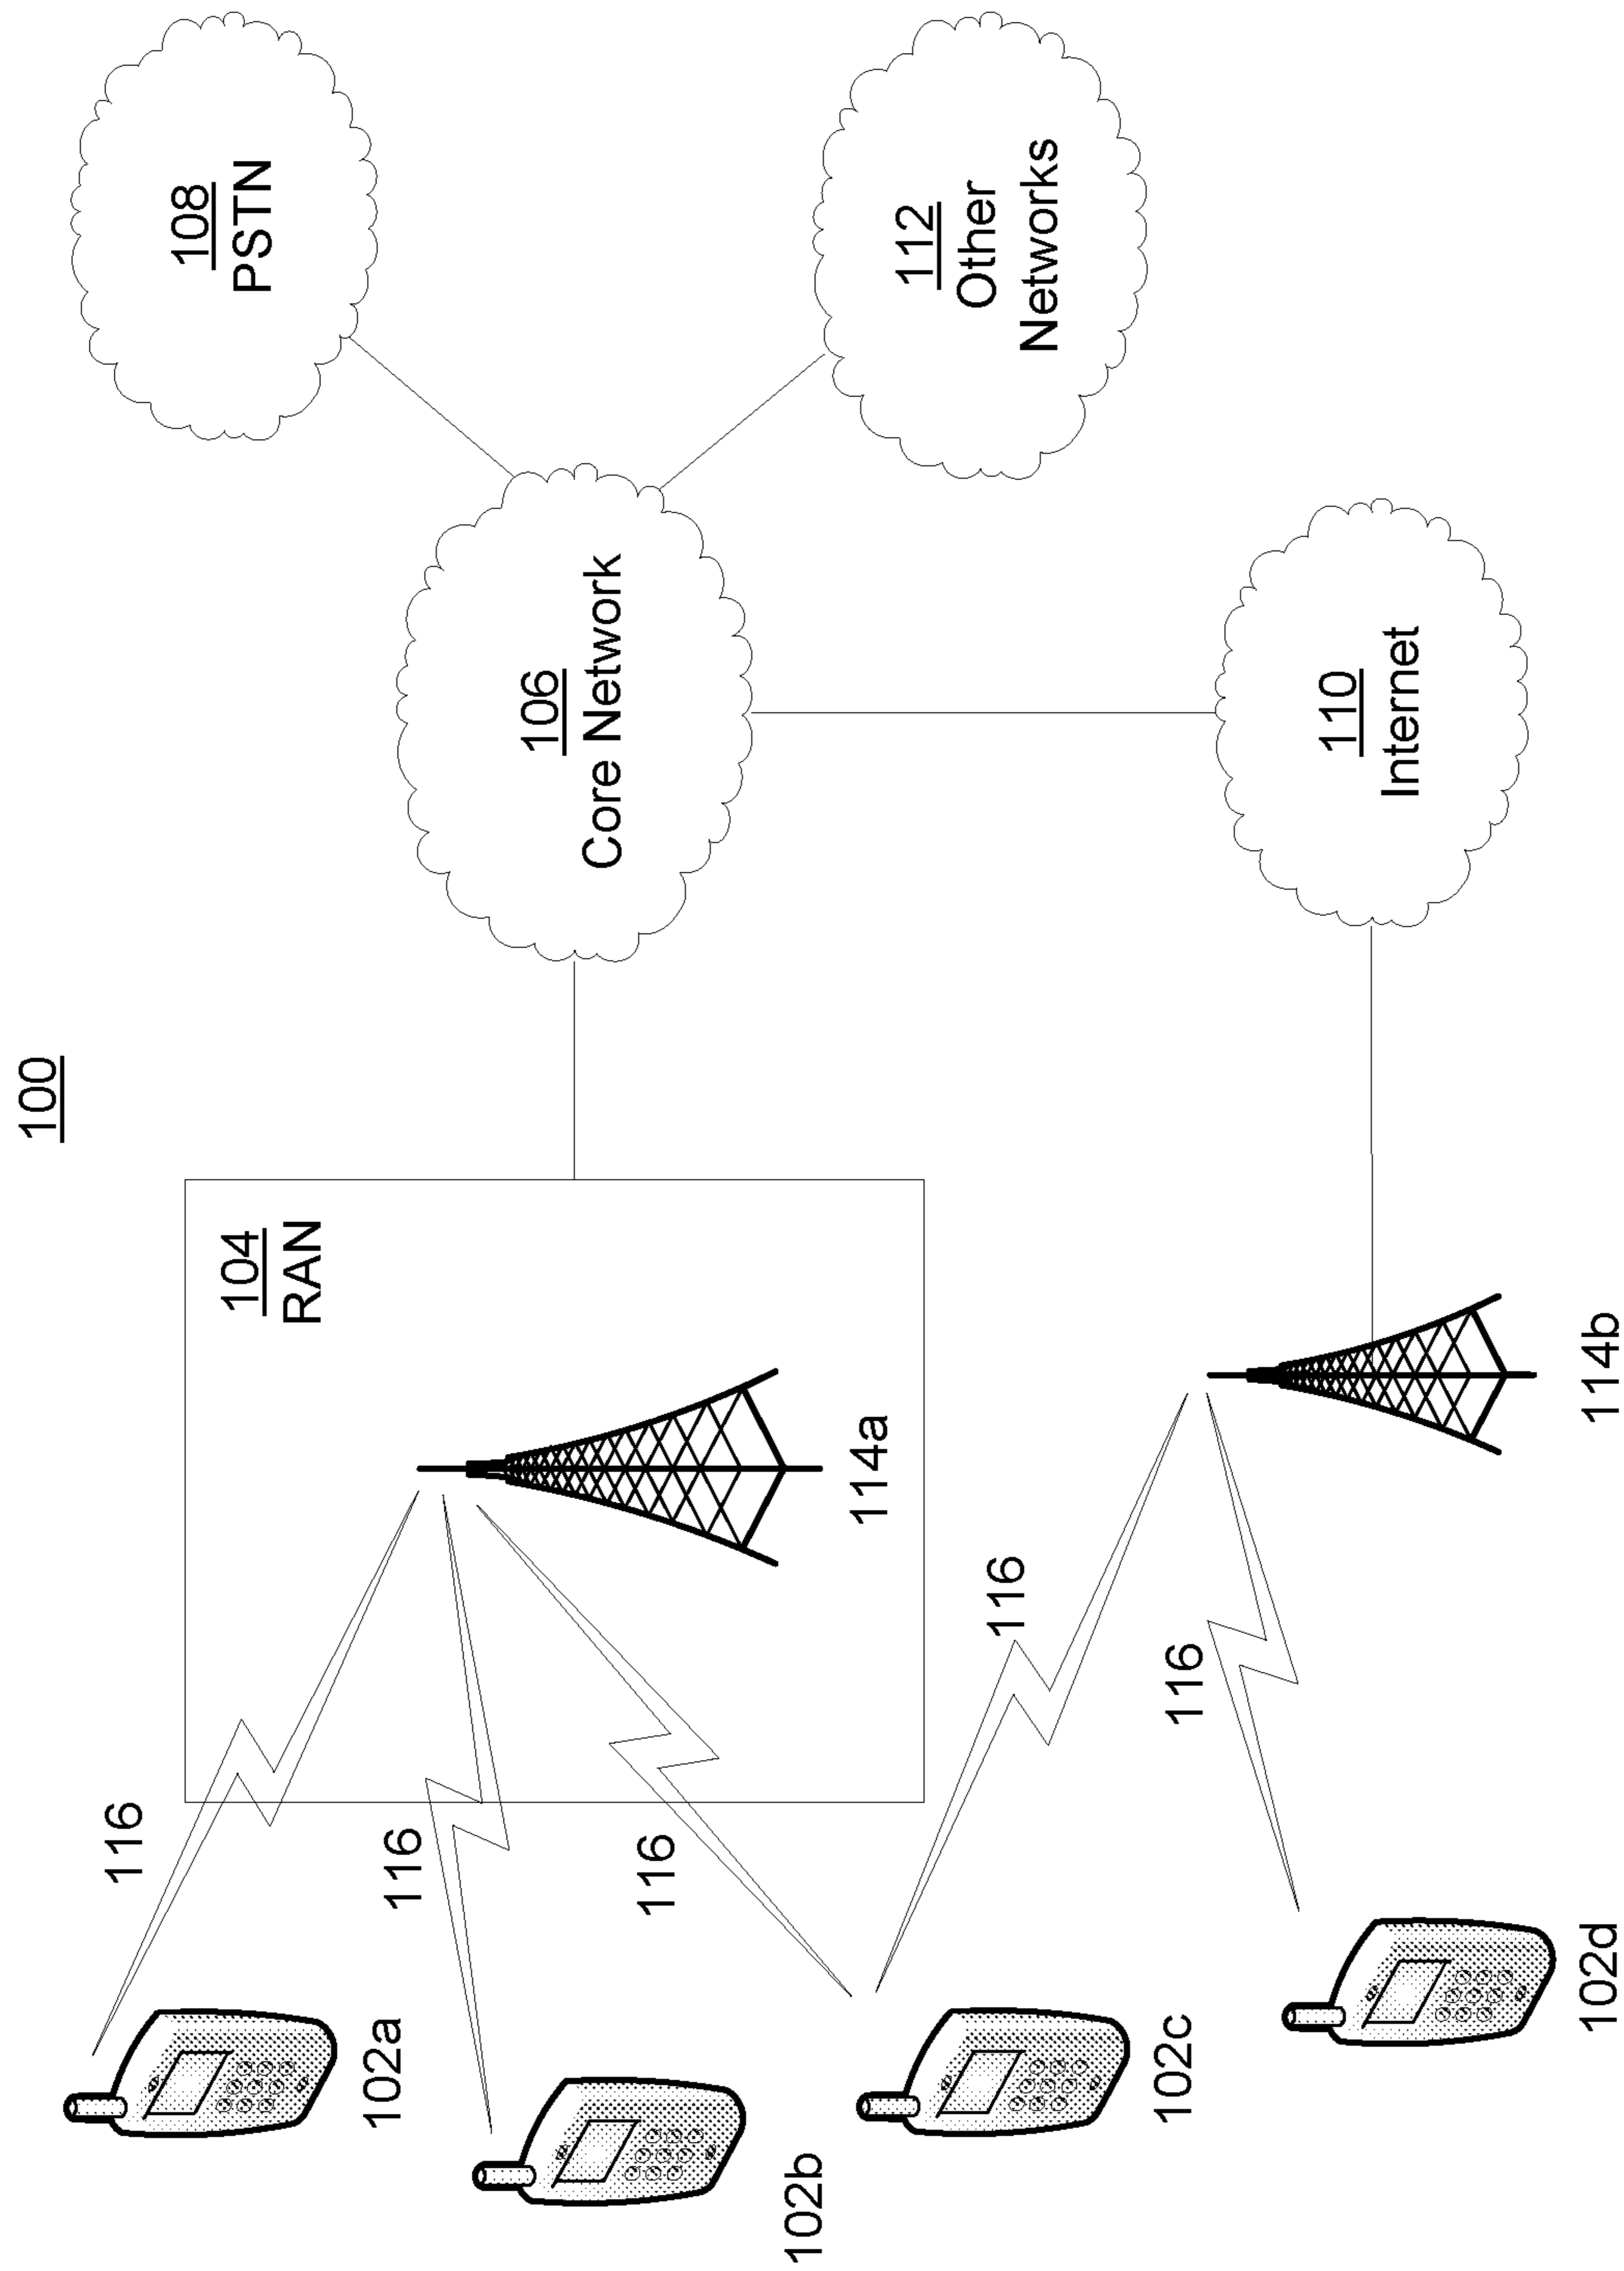 100
116
108
PSTN
104
RAN
102a
116
106
Core Network
116
102b
114a
112
Other
Networks
116
102c
116
110
Internet
102d
114b